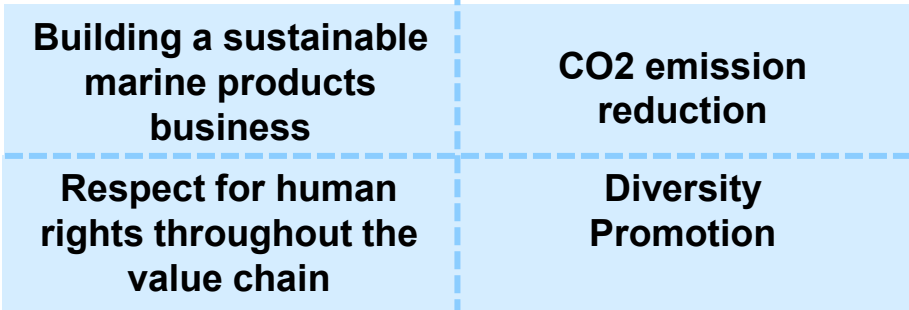 Building a sustainable
marine products
business
CO2 emission
reduction
Respect for human
rights throughout the
value chain
Diversity
Promotion